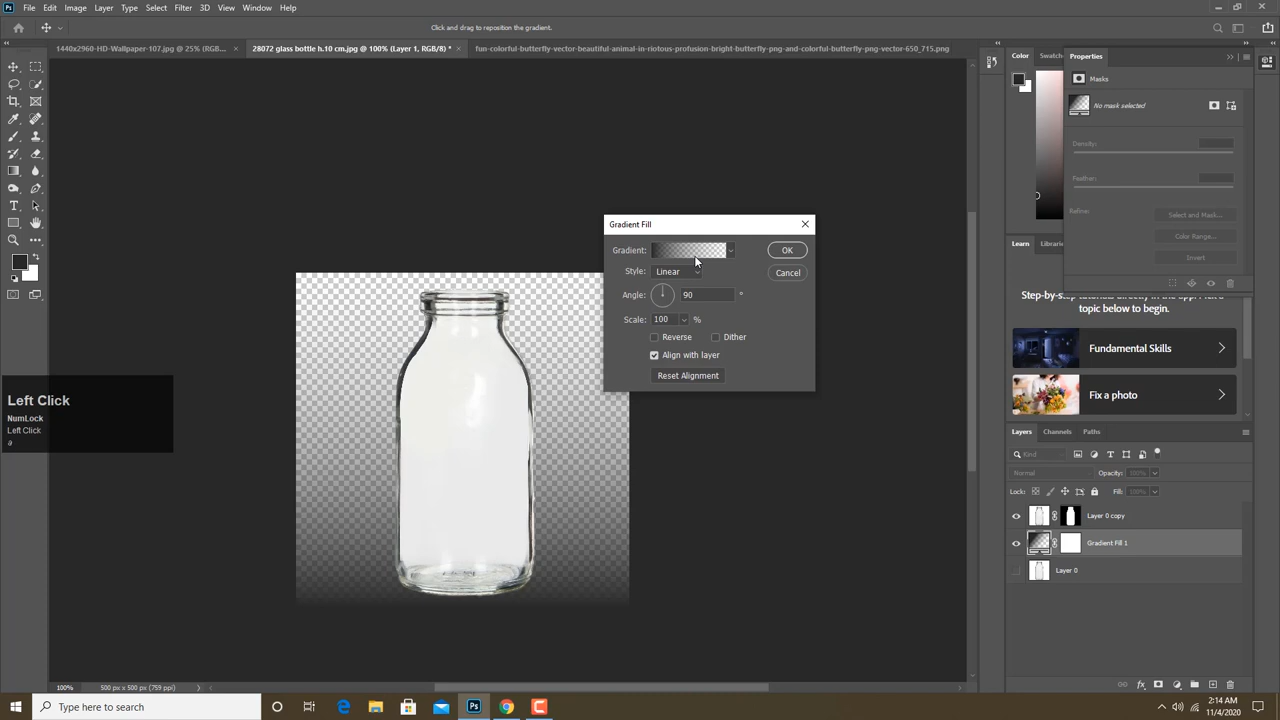 Ps File Edit Image Layer Type Select Filter 3D View Window Help
Click and drag to reposition the gradient.
1440x2960-HD-Wallpaper-107.jpg @ 25% (RGB... × 28072 glass bottle h.10 cm.jpg @ 100% (Layer 1, RGB/8) * × fun-colorful-butterfly-vector-beautiful-animal-in-riotous-profusion-bright-butterfly-png-and-colorful-butterfly-png-vector-650_715.png
Color Swatch
Properties
Masks
No mask selected
Density:
Feather:
Refine:
Select and Mask...
Color Range...
Invert
Gradient Fill
Gradient:
OK
Style: Linear
Cancel
Angle: 90 °
Scale: 100 %
Reverse Dither
Align with layer
Reset Alignment
Learn Libraries
Step-by-step tutorials directly in the app. Pick a topic below to begin.
Fundamental Skills
Fix a photo
Left Click
NumLock
Left Click
Layers Channels Paths
Kind
Normal Opacity: 100%
Lock: Fill: 100%
Layer 0 copy
Gradient Fill 1
Layer 0
100% 500 px x 500 px (759 ppi)
Type here to search
2:14 AM
11/4/2020